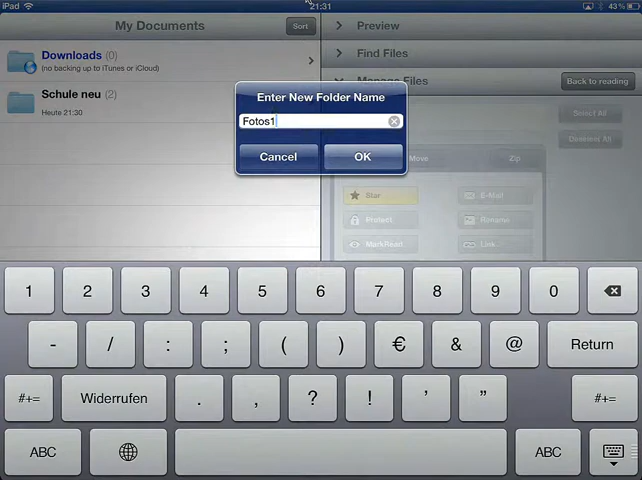 iPad 21:31 43%
My Documents Sort
Preview
Downloads (0)
(no backing up to iTunes or iCloud)
Find Files
Manage Files Back to reading
Schule neu (2)
Heute 21:30
Enter New Folder Name
Fotos1
Cancel OK
Select All
Deselect All
Move Zip
Star E-Mail
Protect Rename
MarkRead Link
1 2 3 4 5 6 7 8 9 0
- / : ; ( ) € & @ Return
#+= Widerrufen . , ? ! ' " #+=
ABC ABC